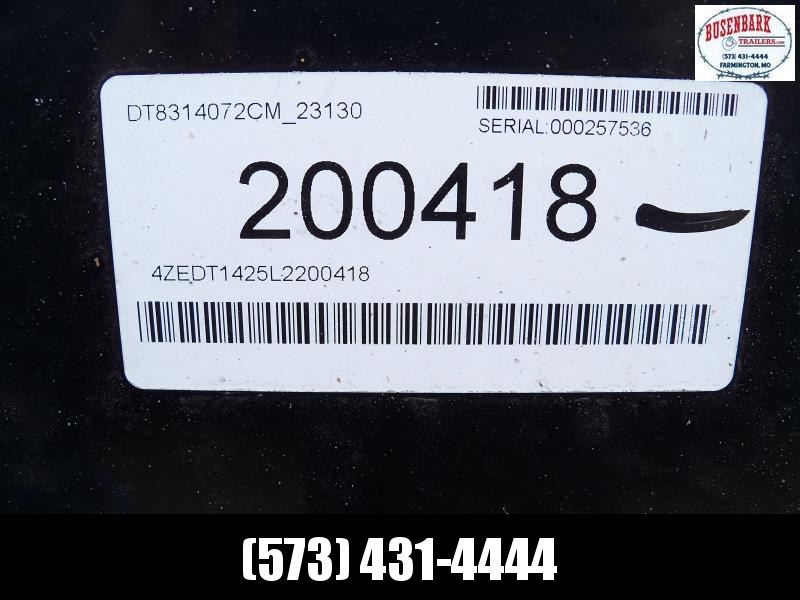 BUSENBARK
TRAILERS.com
(573) 431-4444
FARMINGTON, MO
DT8314072CM_23130
SERIAL:000257536
200418
4ZEDT1425L2200418
(573) 431-4444